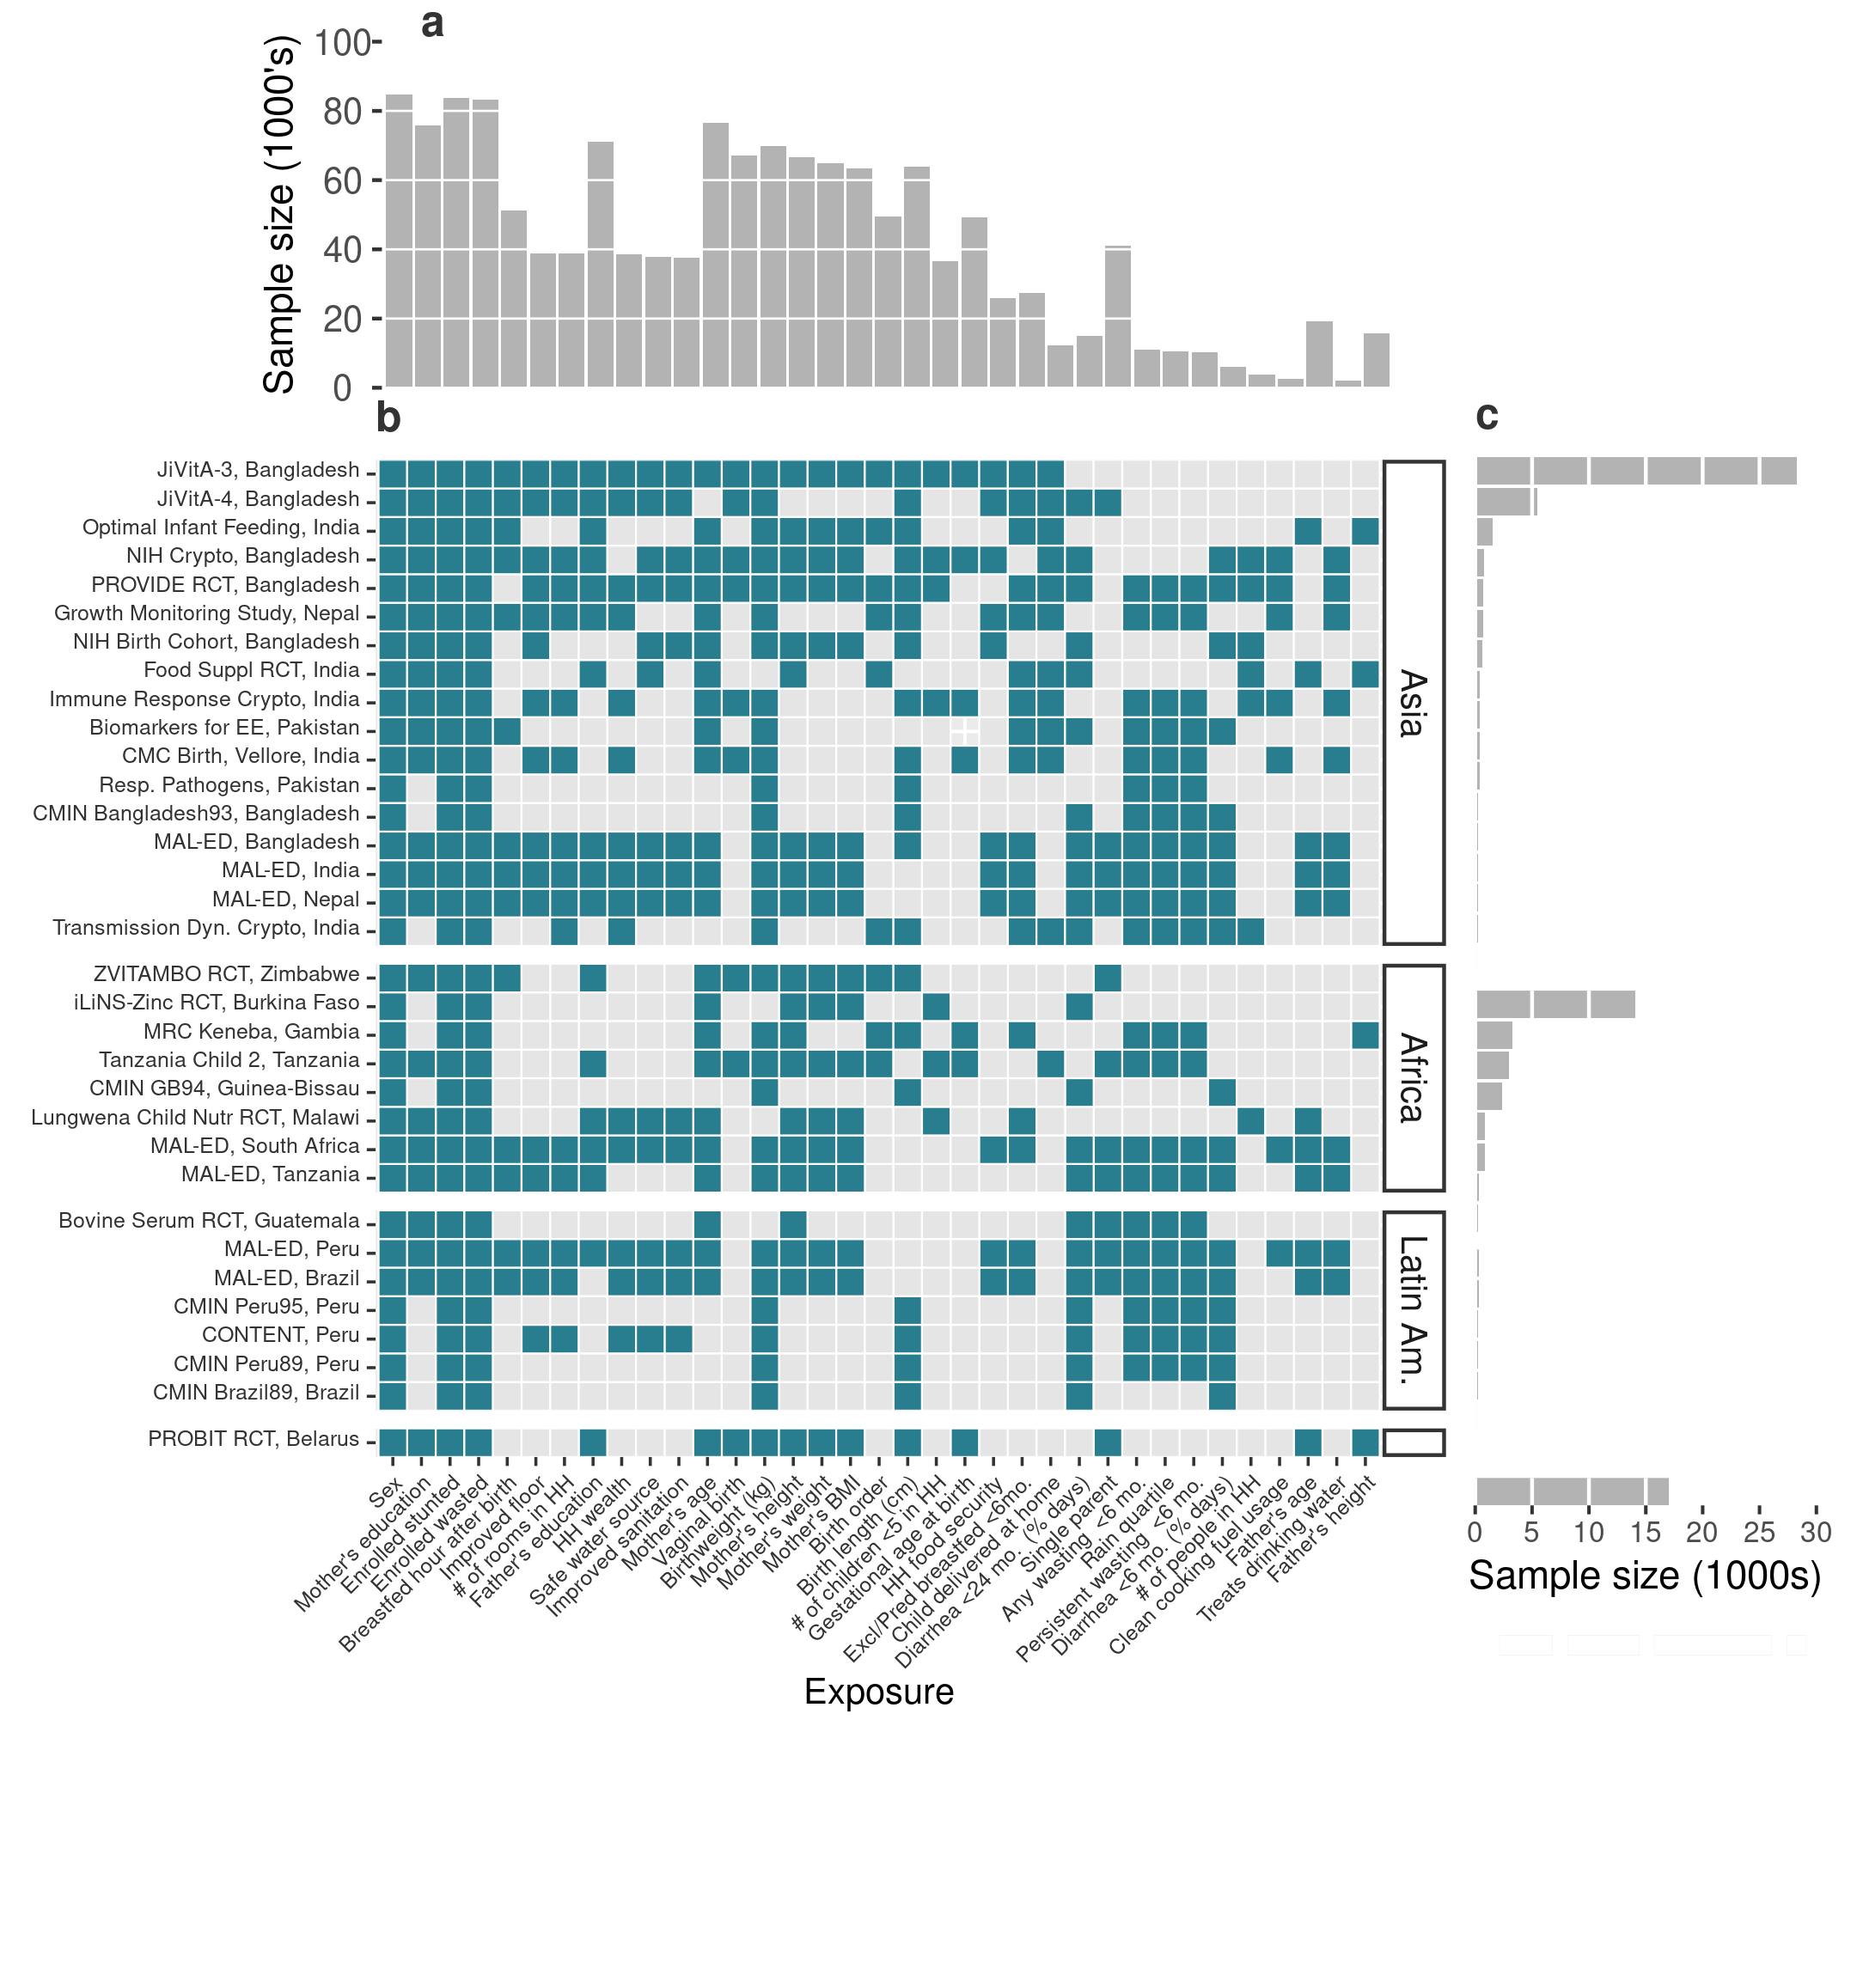 a
Sample size (1000's)
100
80
60
40
20
0
b
c
JiVitA-3, Bangladesh
JiVitA-4, Bangladesh
Optimal Infant Feeding, India
NIH Crypto, Bangladesh
PROVIDE RCT, Bangladesh
Growth Monitoring Study, Nepal
NIH Birth Cohort, Bangladesh
Food Suppl RCT, India
Immune Response Crypto, India
Biomarkers for EE, Pakistan
CMC Birth, Vellore, India
Resp. Pathogens, Pakistan
CMIN Bangladesh93, Bangladesh
MAL-ED, Bangladesh
MAL-ED, India
MAL-ED, Nepal
Transmission Dyn. Crypto, India
Asia
ZVITAMBO RCT, Zimbabwe
iLiNS-Zinc RCT, Burkina Faso
MRC Keneba, Gambia
Tanzania Child 2, Tanzania
CMIN GB94, Guinea-Bissau
Lungwena Child Nutr RCT, Malawi
MAL-ED, South Africa
MAL-ED, Tanzania
Africa
Bovine Serum RCT, Guatemala
MAL-ED, Peru
MAL-ED, Brazil
CMIN Peru95, Peru
CONTENT, Peru
CMIN Peru89, Peru
CMIN Brazil89, Brazil
Latin Am.
PROBIT RCT, Belarus
Sex
Mother's education
Enrolled stunted
Enrolled wasted
Breastfed hour after birth
Improved floor
# of rooms in HH
Father's education
HH wealth
Safe water source
Improved sanitation
Mother's age
Vaginal birth
Birthweight (kg)
Mother's height
Mother's weight
Mother's BMI
Birth order
Birth length (cm)
# of children <5 in HH
Gestational age at birth
HH food security
Excl/Pred breastfed <6mo.
Child delivered at home
Diarrhea <24 mo. (% days)
Single parent
Any wasting <6 mo.
Rain quartile
Persistent wasting <6 mo.
Diarrhea <6 mo. (% days)
# of people in HH
Clean cooking fuel usage
Father's age
Treats drinking water
Father's height
Exposure
0 5 10 15 20 25 30
Sample size (1000s)